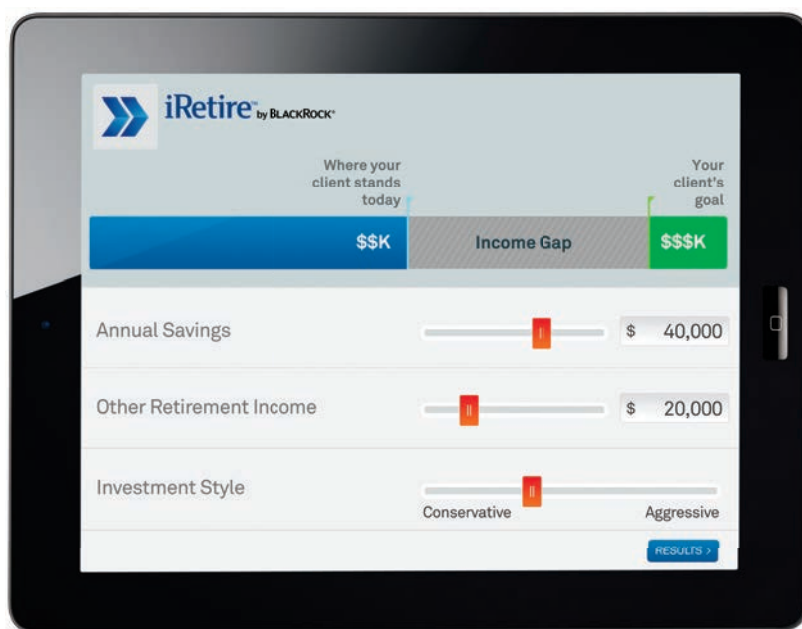 iRetire™ by BLACKROCK®
Where your
client stands
today
Your
client's
goal
$$K
Income Gap
$$$K
Annual Savings
$ 40,000
Other Retirement Income
$ 20,000
Investment Style
Conservative
Aggressive
RESULTS >